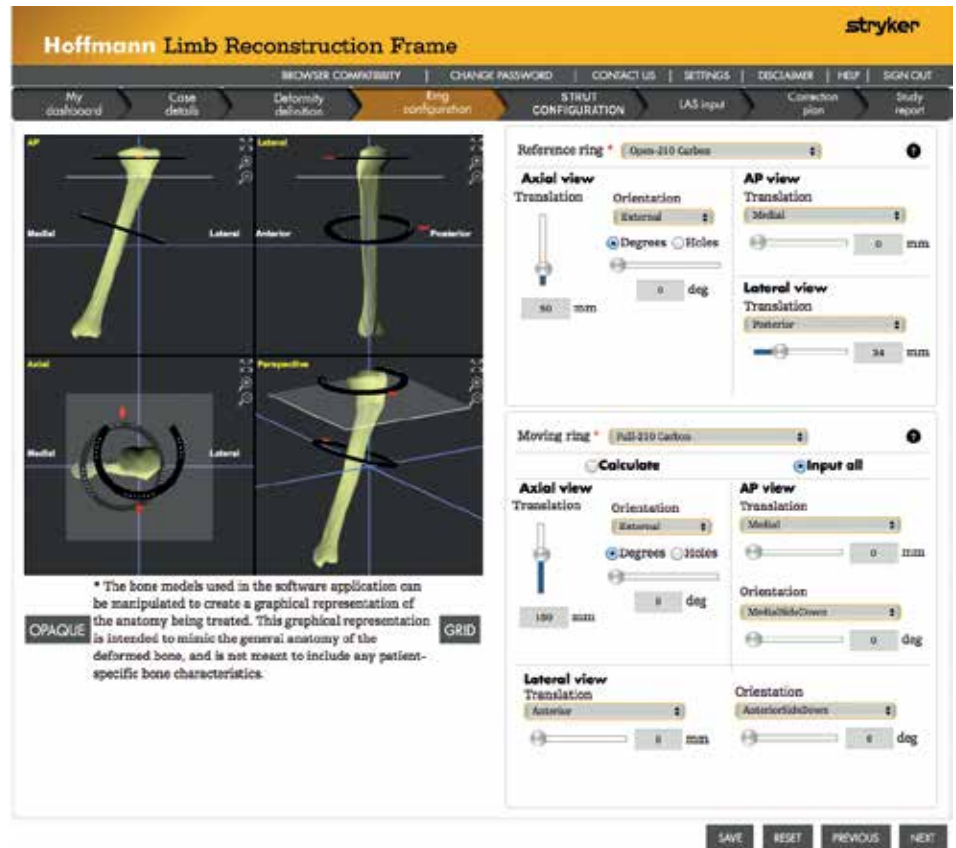 stryker
Hoffmann Limb Reconstruction Frame
BROWSER COMPATIBILITY | CHANGE PASSWORD | CONTACT US | SETTINGS | DISCLAIMER | HELP | SIGN OUT
My dashboard
Case details
Deformity definition
Ring configuration
STRUT CONFIGURATION
LAS input
Correction plan
Study report
AP
Medial
Lateral
Lateral
Anterior
Posterior
Axial
Medial
Lateral
Perspective
* The bone models used in the software application can
be manipulated to create a graphical representation of
the anatomy being treated. This graphical representation
is intended to mimic the general anatomy of the
deformed bone, and is not meant to include any patient-
specific bone characteristics.
OPAQUE
GRID
Reference ring * Open-210 Carbon
Axial view
Translation
mm
Orientation
External
Degrees Holes
0 deg
AP view
Translation
Medial
0 mm
Lateral view
Translation
Posterior
34 mm
Moving ring * Full-210 Carbon
Calculate Input all
Axial view
Translation
150 mm
Orientation
External
Degrees Holes
0 deg
AP view
Translation
Medial
0 mm
Orientation
MedialSideDown
0 deg
Lateral view
Translation
Anterior
0 mm
Orientation
AnteriorSideDown
deg
SAVE RESET PREVIOUS NEXT